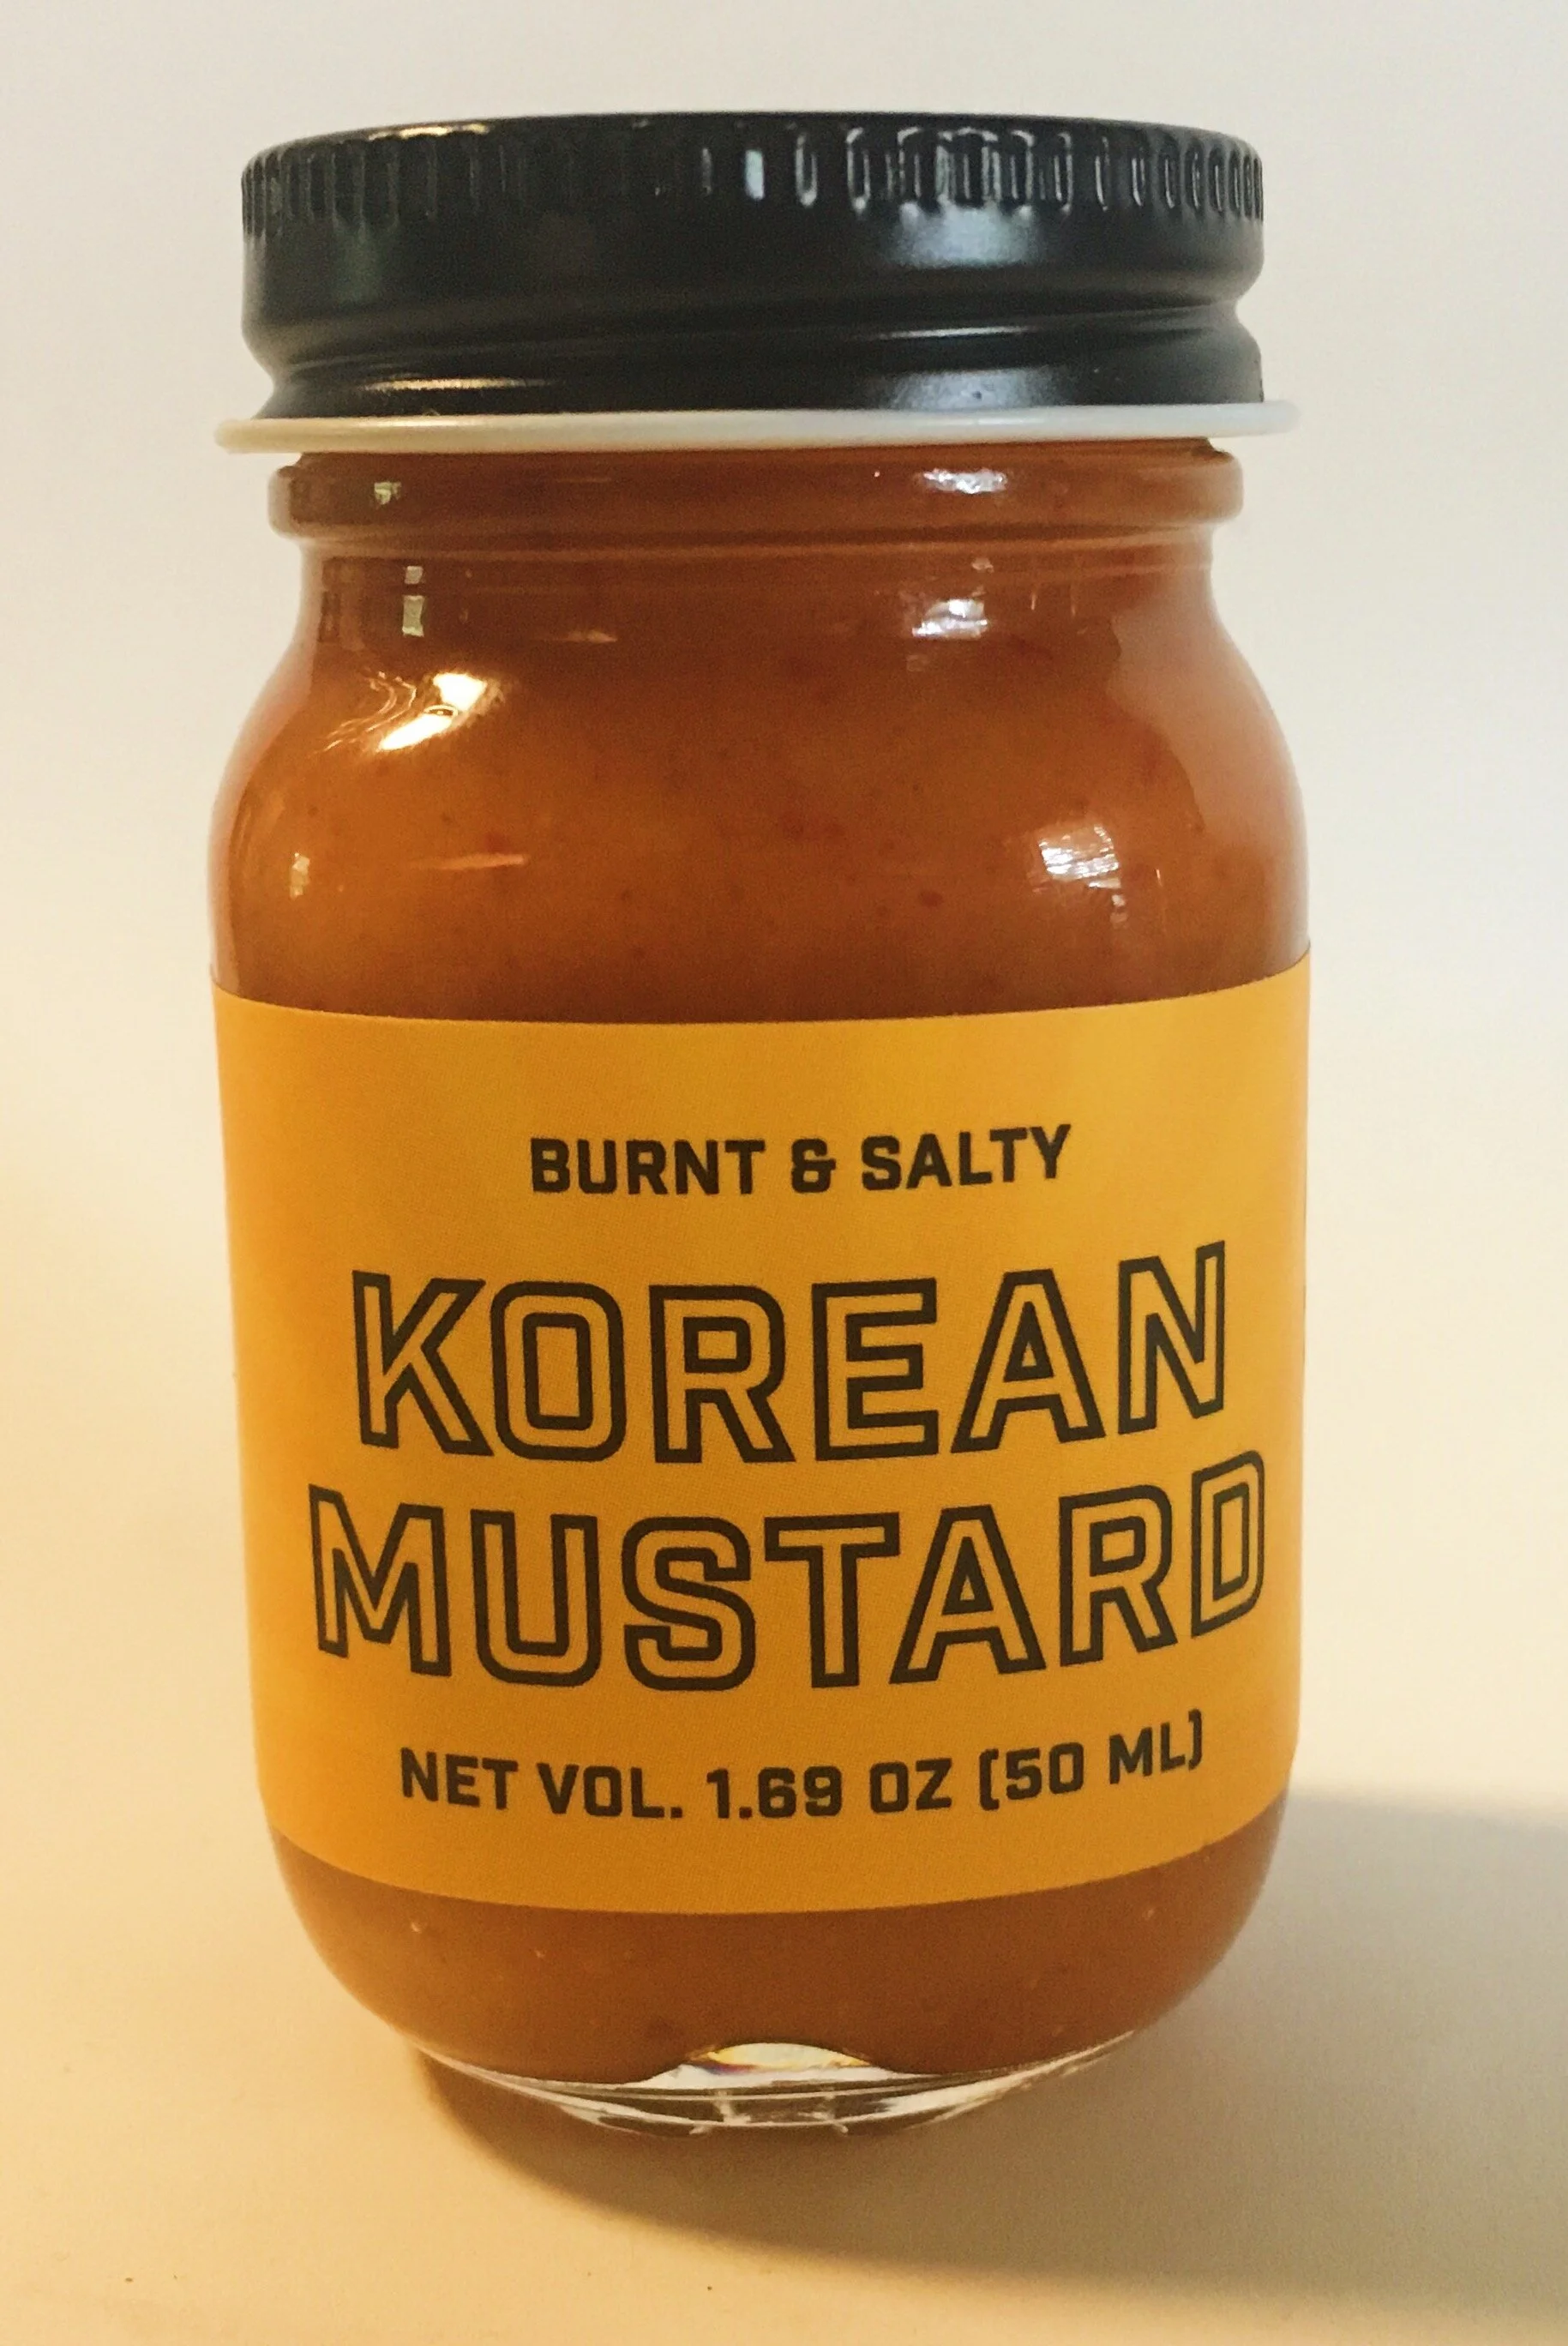 BURNT & SALTY
KOREAN
MUSTARD
NET VOL. 1.69 OZ (50 ML)